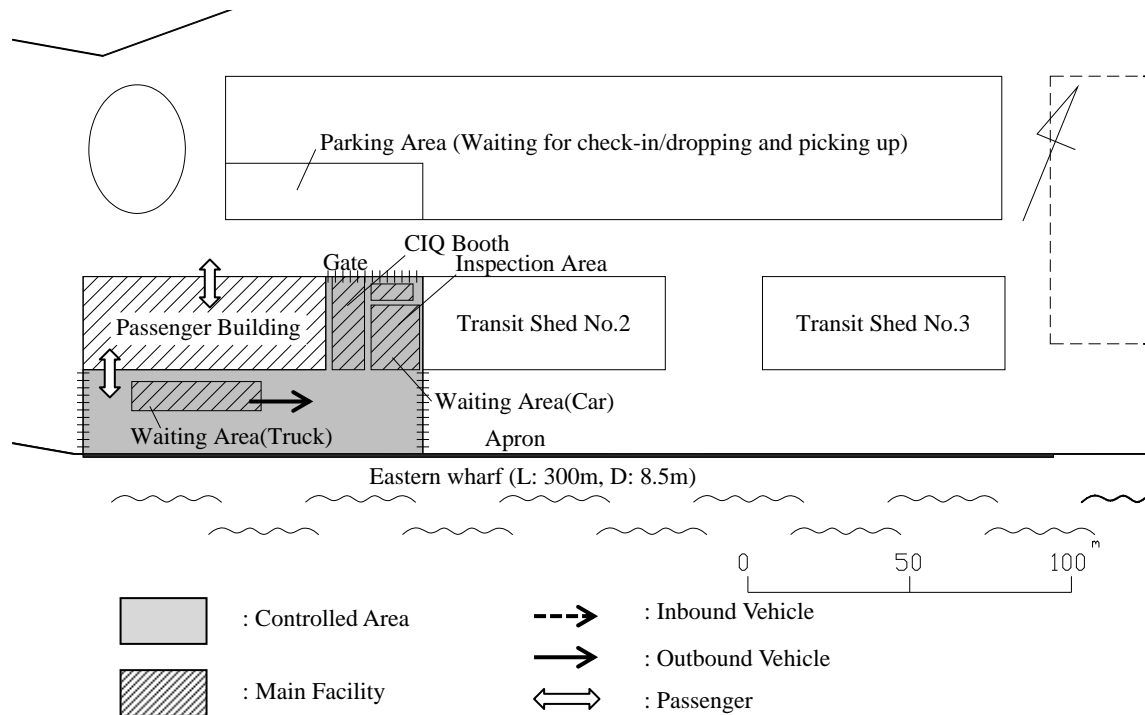 Parking Area (Waiting for check-in/dropping and picking up)
CIQ Booth
Gate
Inspection Area
Passenger Building
Transit Shed No.2
Transit Shed No.3
Waiting Area(Car)
Waiting Area(Truck)
Apron
Eastern wharf (L: 300m, D: 8.5m)
0 50 100 m
: Controlled Area
: Inbound Vehicle
: Outbound Vehicle
: Main Facility
: Passenger